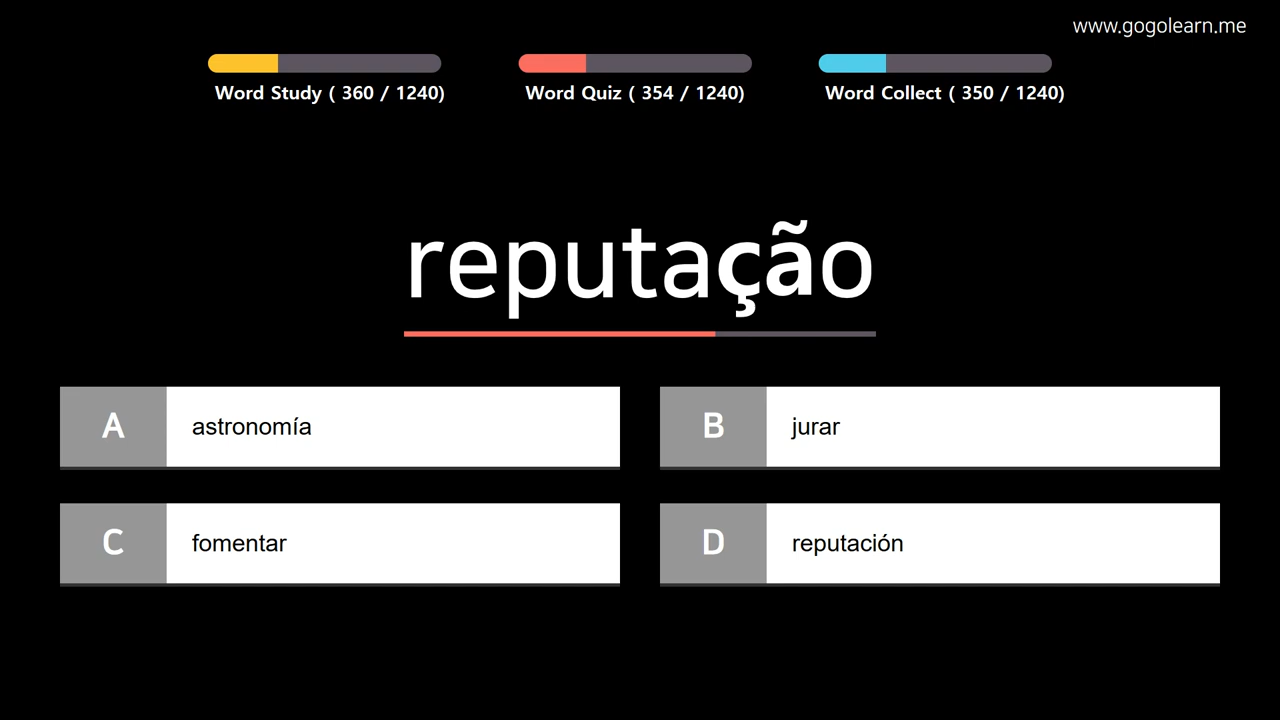 www.gogolearn.me
Word Study ( 360 / 1240)
Word Quiz ( 354 / 1240)
Word Collect ( 350 / 1240)
reputação
A astronomía
B jurar
C fomentar
D reputación